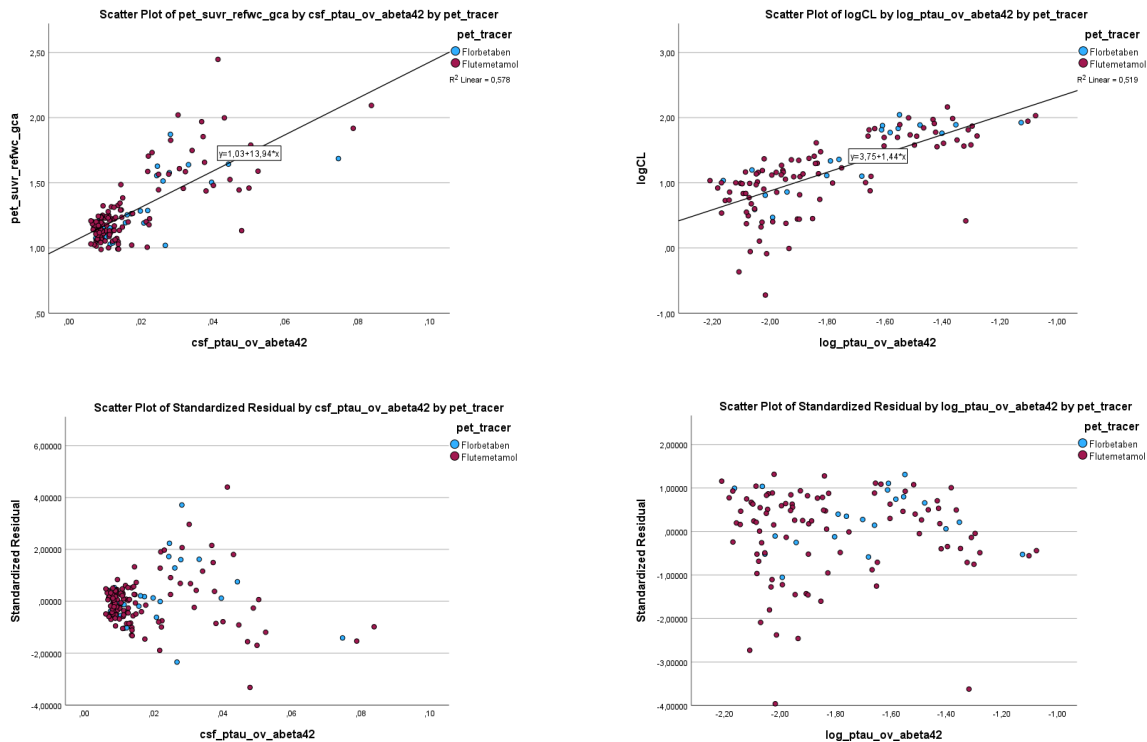 Scatter Plot of pet_suvr_refwc_gca by csf_ptau_ov_abeta42 by pet_tracer
pet_tracer
Florbetaben
Flutemetamol
R² Linear = 0,578
2,50
2,00
1,50
1,00
,50
pet_suvr_refwc_gca
y=1,03+13,94*x
,00 ,02 ,04 ,06 ,08 ,10
csf_ptau_ov_abeta42
Scatter Plot of logCL by log_ptau_ov_abeta42 by pet_tracer
pet_tracer
Florbetaben
Flutemetamol
R² Linear = 0,519
3,00
2,00
1,00
,00
-1,00
logCL
y=3,75+1,44*x
-2,20 -2,00 -1,80 -1,60 -1,40 -1,20 -1,00
log_ptau_ov_abeta42
Scatter Plot of Standardized Residual by csf_ptau_ov_abeta42 by pet_tracer
pet_tracer
Florbetaben
Flutemetamol
6,00000
4,00000
2,00000
,00000
-2,00000
-4,00000
Standardized Residual
,00 ,02 ,04 ,06 ,08 ,10
csf_ptau_ov_abeta42
Scatter Plot of Standardized Residual by log_ptau_ov_abeta42 by pet_tracer
pet_tracer
Florbetaben
Flutemetamol
2,00000
1,00000
,00000
-1,00000
-2,00000
-3,00000
-4,00000
Standardized Residual
-2,20 -2,00 -1,80 -1,60 -1,40 -1,20 -1,00
log_ptau_ov_abeta42